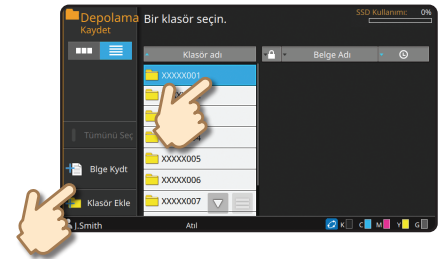 Depolama
Kaydet
Bir klasör seçin.
SSD Kullanımı: 0%
Klasör adı
Belge Adı
XXXXX001
XXXXX005
XXXXX006
XXXXX007
Tümünü Seç
Blge Kydt
Klasör Ekle
J.Smith
Atıl
K C M Y G